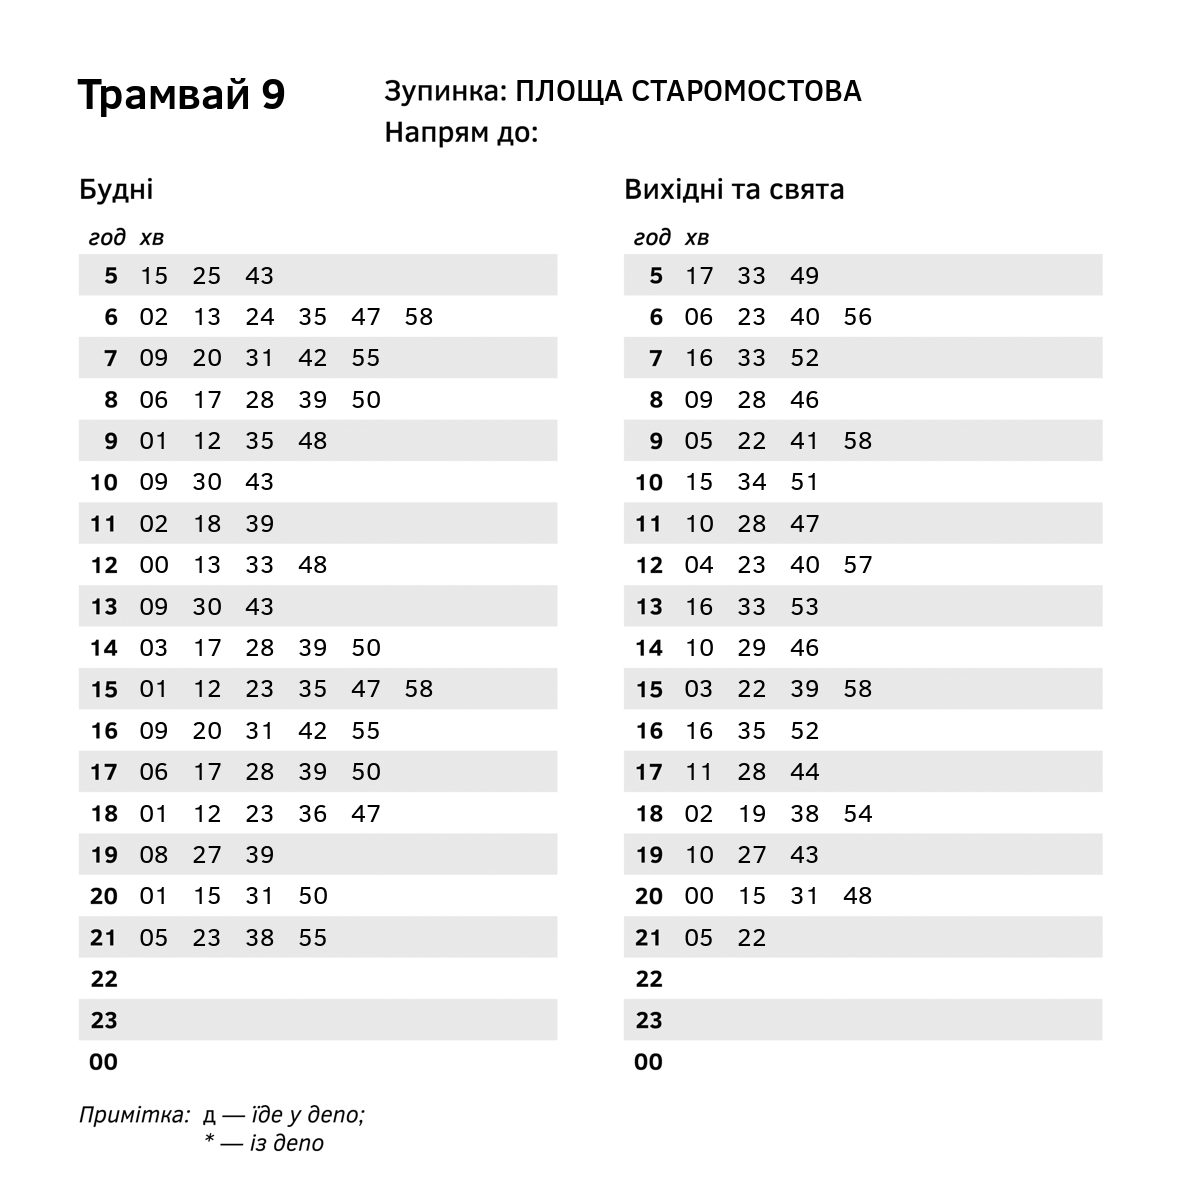 Трамвай 9
Зупинка: ПЛОЩА СТАРОМОСТОВА
Напрям до:
Будні
год хв
5 15 25 43
6 02 13 24 35 47 58
7 09 20 31 42 55
8 06 17 28 39 50
9 01 12 35 48
10 09 30 43
11 02 18 39
12 00 13 33 48
13 09 30 43
14 03 17 28 39 50
15 01 12 23 35 47 58
16 09 20 31 42 55
17 06 17 28 39 50
18 01 12 23 36 47
19 08 27 39
20 01 15 31 50
21 05 23 38 55
22
23
00
Вихідні та свята
год хв
5 17 33 49
6 06 23 40 56
7 16 33 52
8 09 28 46
9 05 22 41 58
10 15 34 51
11 10 28 47
12 04 23 40 57
13 16 33 53
14 10 29 46
15 03 22 39 58
16 16 35 52
17 11 28 44
18 02 19 38 54
19 10 27 43
20 00 15 31 48
21 05 22
22
23
00
Примітка: д — їде у депо;
* — із депо